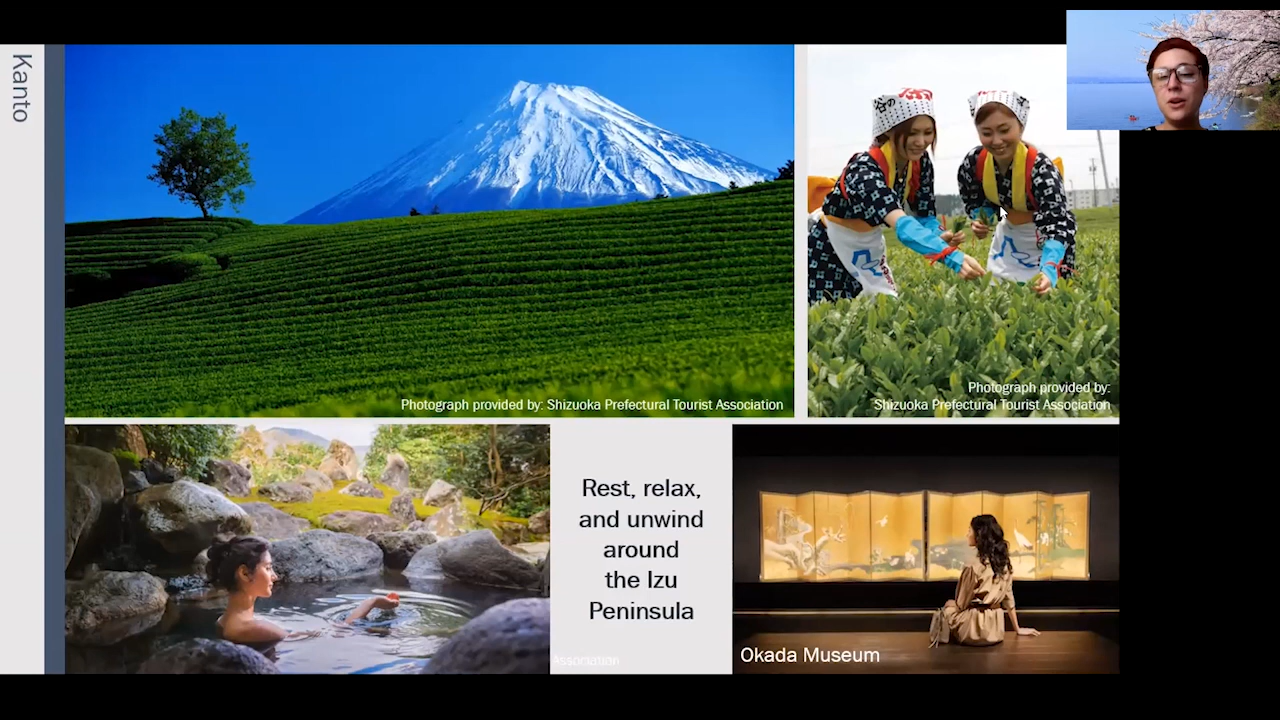 Kanto
Photograph provided by: Shizuoka Prefectural Tourist Association
Photograph provided by:
Shizuoka Prefectural Tourist Association
Rest, relax,
and unwind
around
the Izu
Peninsula
Association
Okada Museum